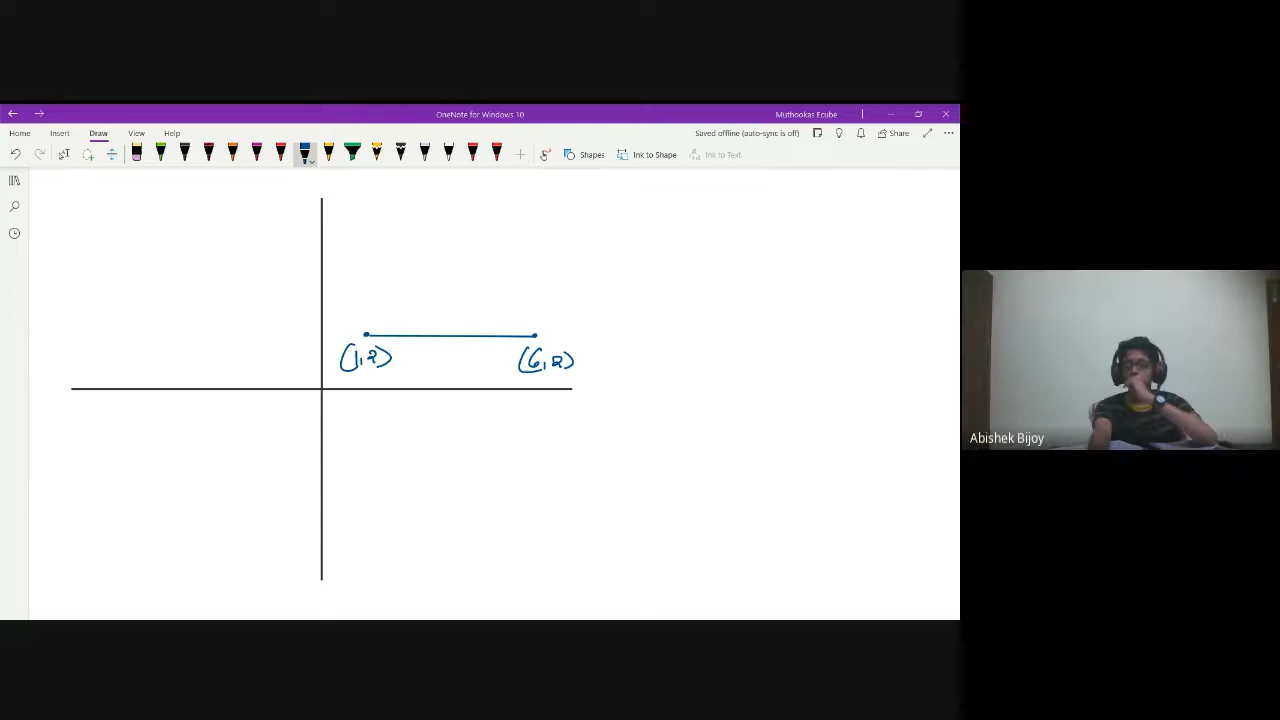 OneNote for Windows 10
Muthookas Ecube
Home Insert Draw View Help
Saved offline (auto-sync is off) Share
Shapes Ink to Shape Ink to Text
(1,2)
(6,2)
Abishek Bijoy